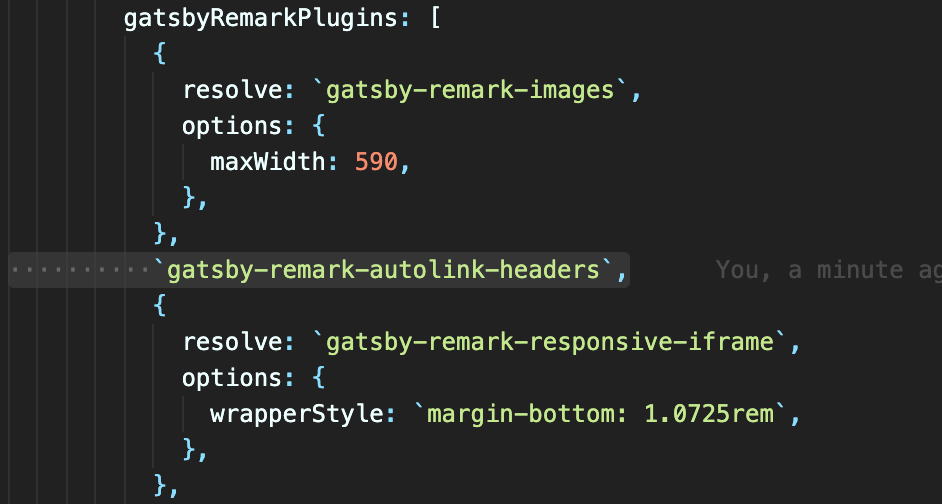 gatsbyRemarkPlugins: [
{
resolve: `gatsby-remark-images`,
options: {
maxWidth: 590,
},
},
`gatsby-remark-autolink-headers`, You, a minute ag
{
resolve: `gatsby-remark-responsive-iframe`,
options: {
wrapperStyle: `margin-bottom: 1.0725rem`,
},
},